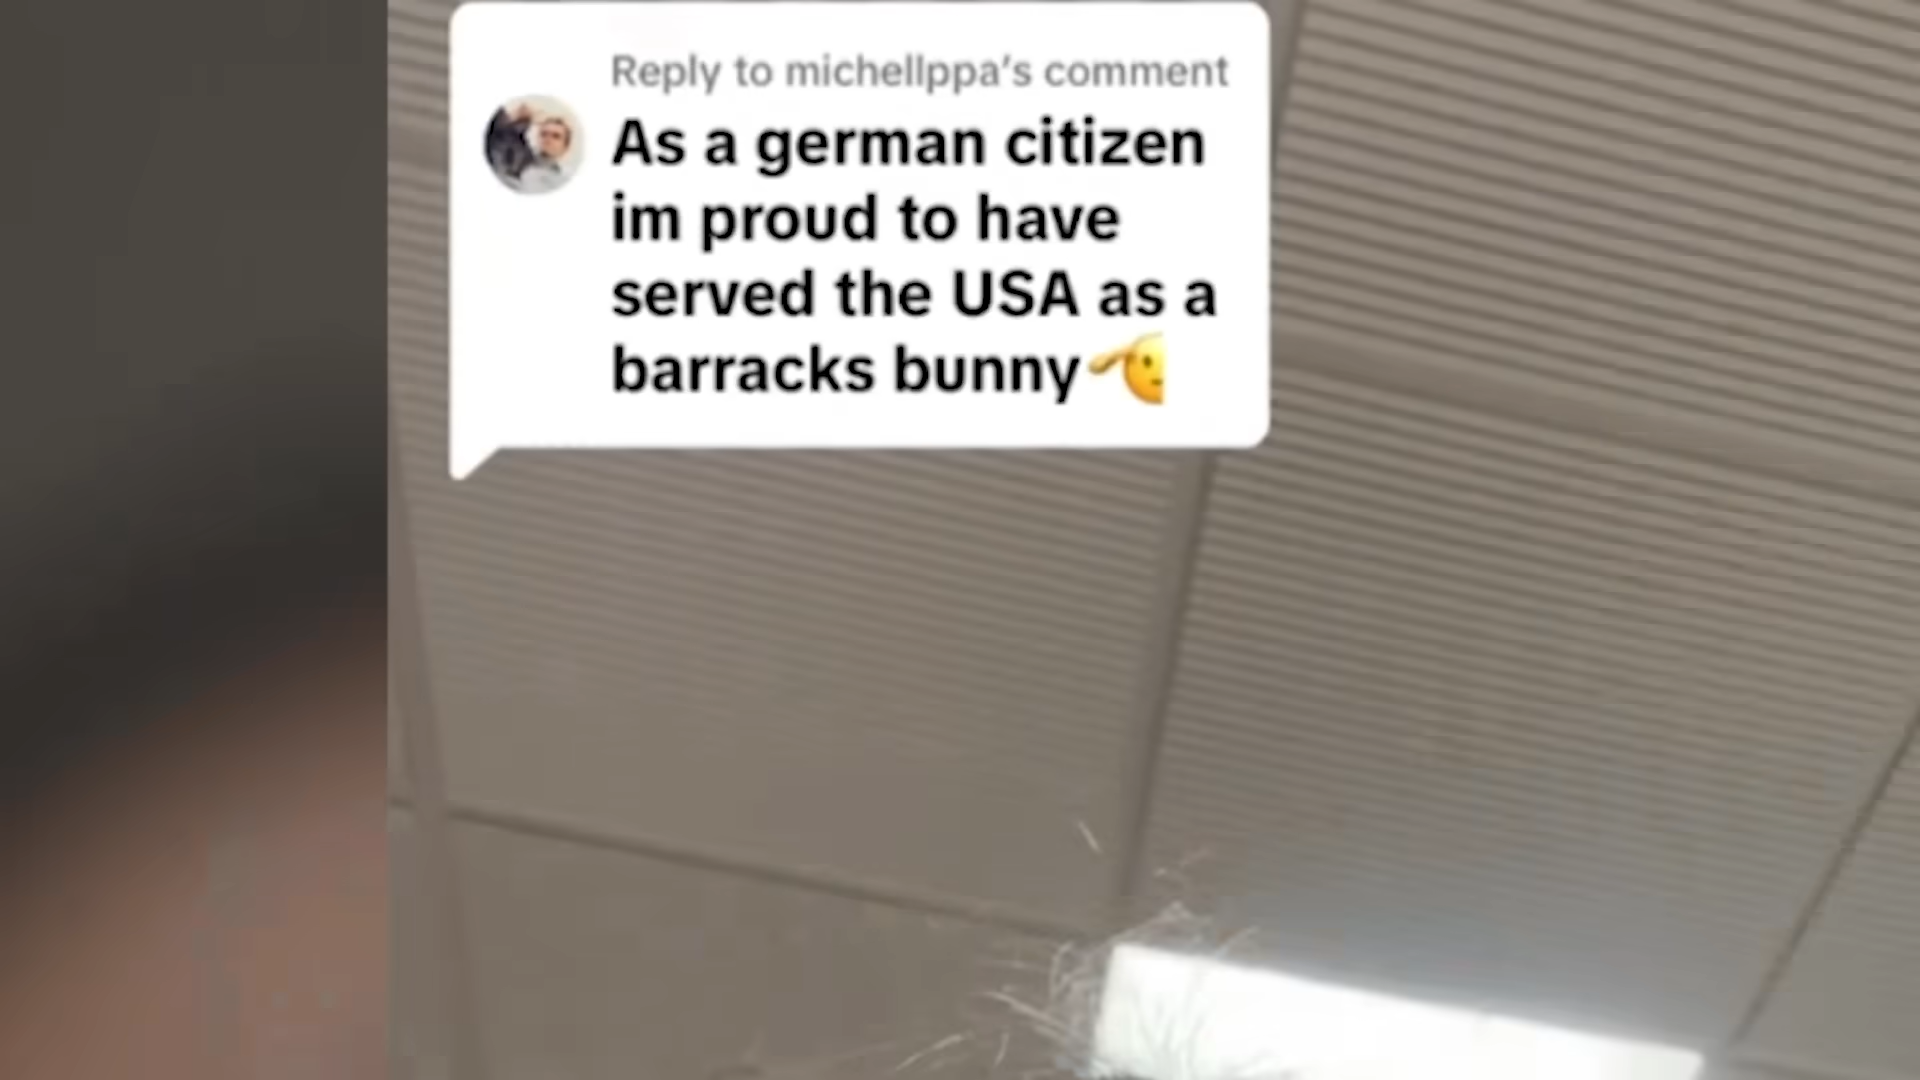 Reply to michellppa's comment
As a german citizen
im proud to have
served the USA as a
barracks bunny🫡